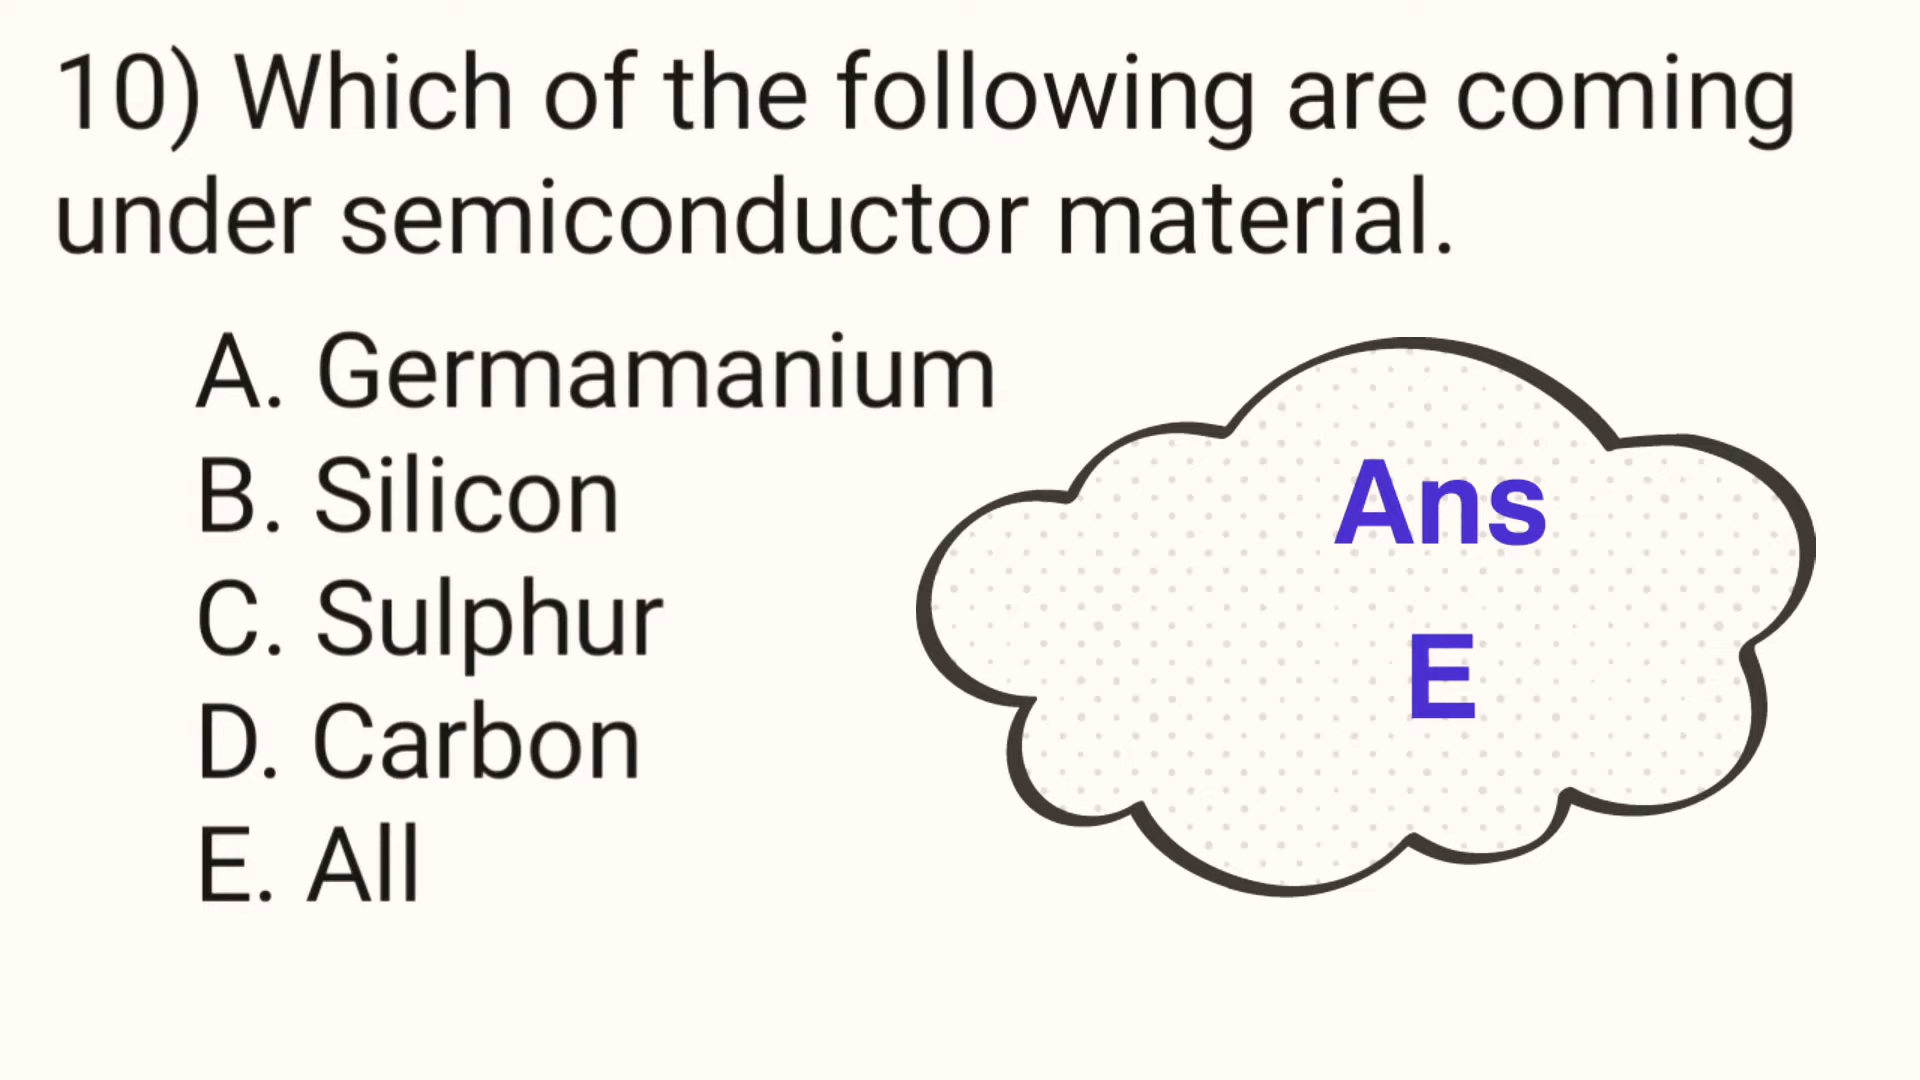 10) Which of the following are coming
under semiconductor material.
A. Germamanium
B. Silicon
C. Sulphur
D. Carbon
E. All
Ans
E